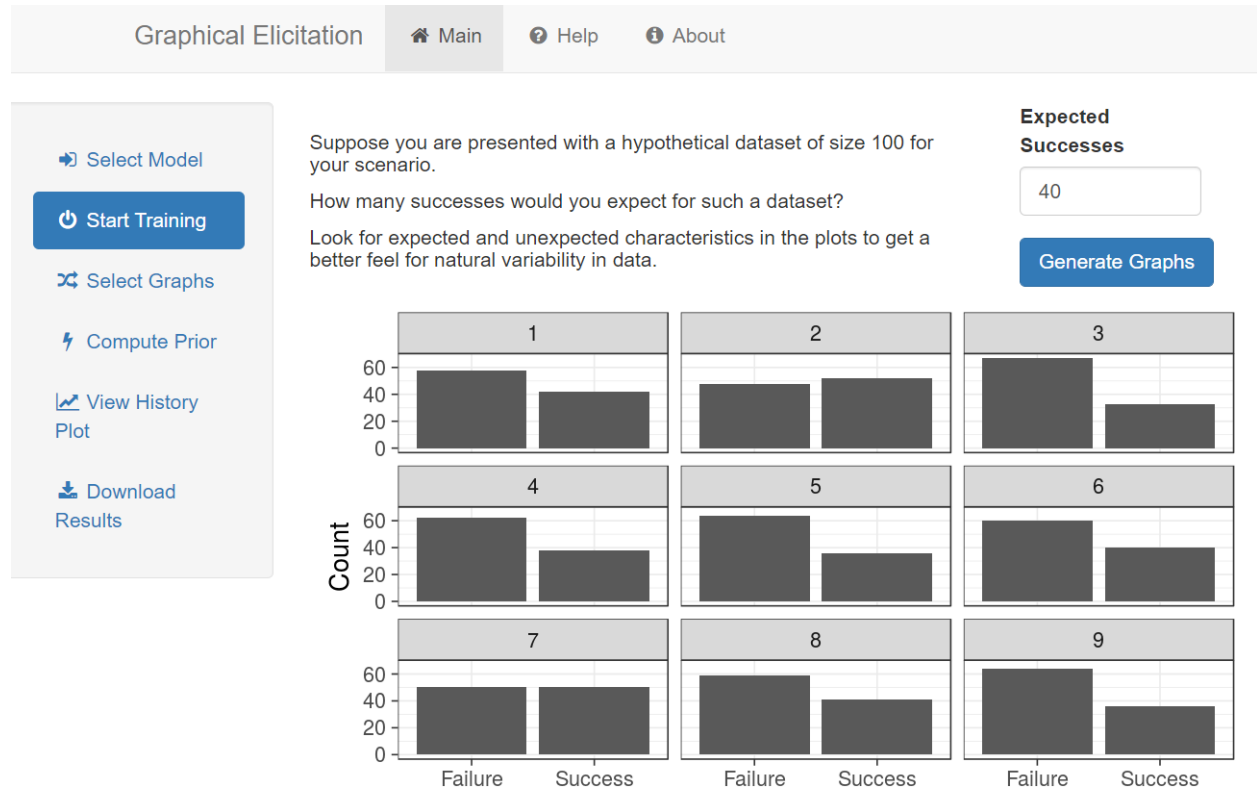 Graphical Elicitation Main Help About
Select Model
Start Training
Select Graphs
Compute Prior
View History
Plot
Download
Results
Suppose you are presented with a hypothetical dataset of size 100 for
your scenario.
How many successes would you expect for such a dataset?
Look for expected and unexpected characteristics in the plots to get a
better feel for natural variability in data.
Expected
Successes
40
Generate Graphs
1 2 3
60
40
20
0
4 5 6
60
40
20
0
7 8 9
60
40
20
0
Count
Failure Success Failure Success Failure Success